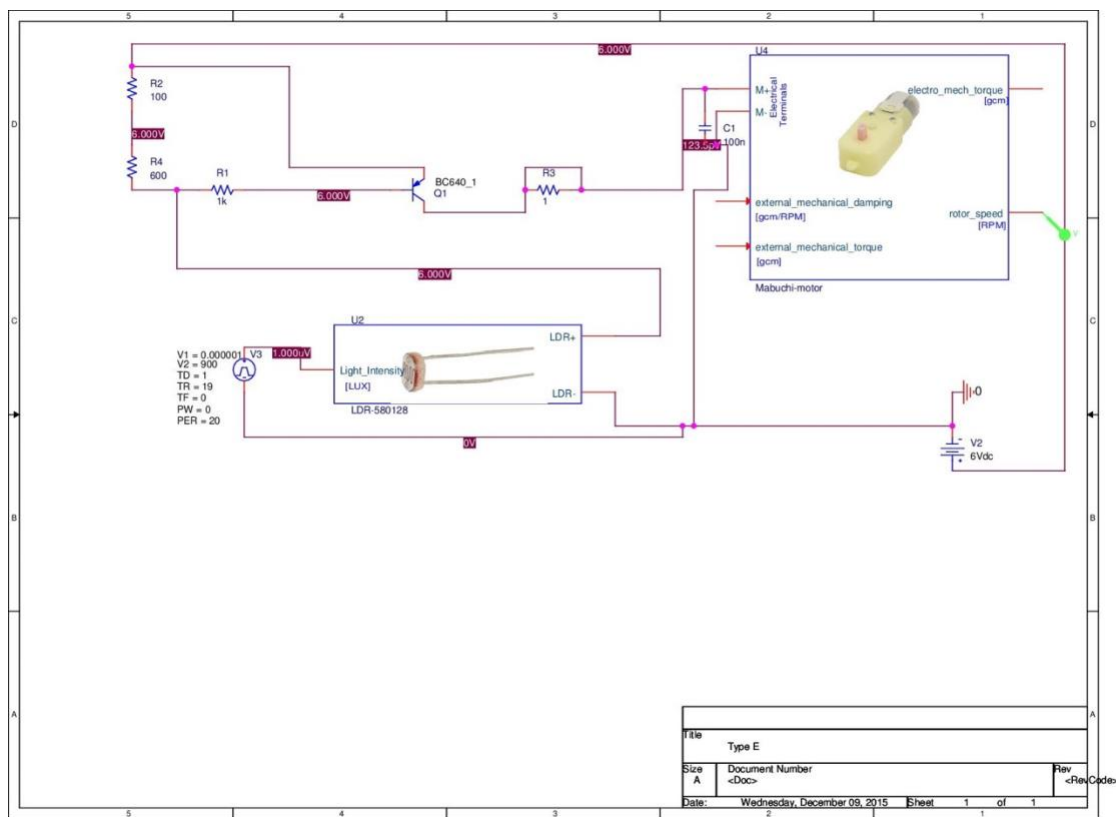 5 4 3 2 1
6.000V
U4
R2
100
M+
M-
Electrical
Terminals
electro_mech_torque
[gcm]
D
D
C1
100n
6.000V
R4
600
R1
1k
6.000V
BC640_1
Q1
R3
1
external_mechanical_damping
[gcm/RPM]
rotor_speed
[RPM]
V
external_mechanical_torque
[gcm]
Mabuchi-motor
6.000V
C
C
U2
LDR+
V1 = 0.000001
V2 = 900
TD = 1
TR = 19
TF = 0
PW = 0
PER = 20
V3
1.000uV
Light_Intensity
[LUX]
LDR-
LDR-580128
0
0V
V2
6Vdc
-
+
B
B
A
A
Title
Type E
Size
A
Document Number
<Doc>
Rev
<RevCode>
Date: Wednesday, December 09, 2015 Sheet 1 of 1
5 4 3 2 1